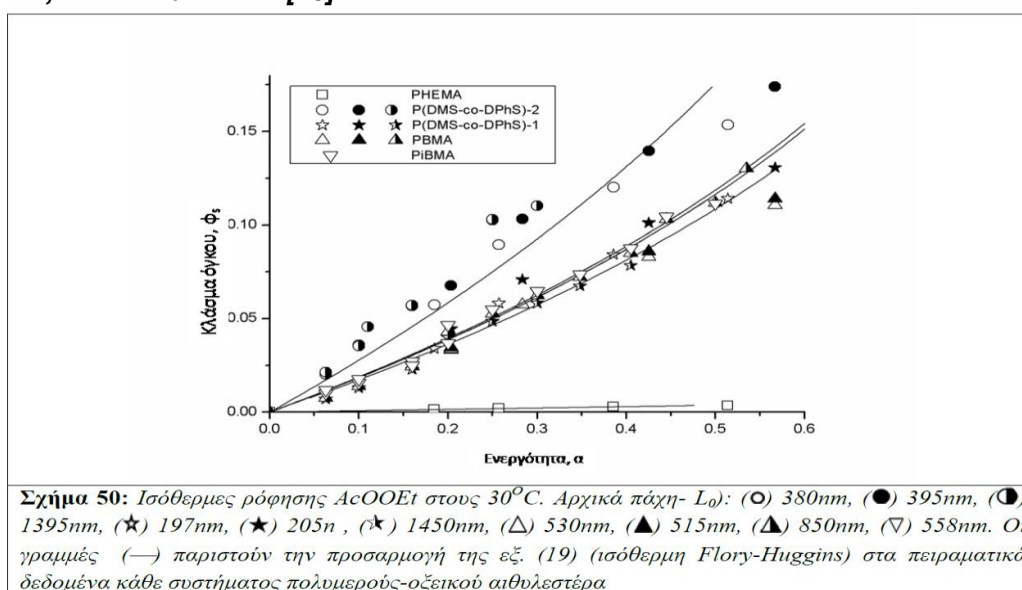 0.15
0.10
0.05
0.00
0.0
0.1
0.2
0.3
0.4
0.5
0.6
Κλάσμα όγκου, φs
Ενεργότητα, α
PHEMA
P(DMS-co-DPhS)-2
P(DMS-co-DPhS)-1
PBMA
PiBMA
Σχήμα 50: Ισόθερμες ρόφησης AcOOEt στους 30°C. Αρχικά πάχη- L0): (○) 380nm, (●) 395nm, (◑)
1395nm, (☆) 197nm, (★) 205n , (⯨) 1450nm, (△) 530nm, (▲) 515nm, (◮) 850nm, (▽) 558nm. Οι
γραμμές (—) παριστούν την προσαρμογή της εξ. (19) (ισόθερμη Flory-Huggins) στα πειραματικά
δεδομένα κάθε συστήματος πολυμερούς-οξεικού αιθυλεστέρα